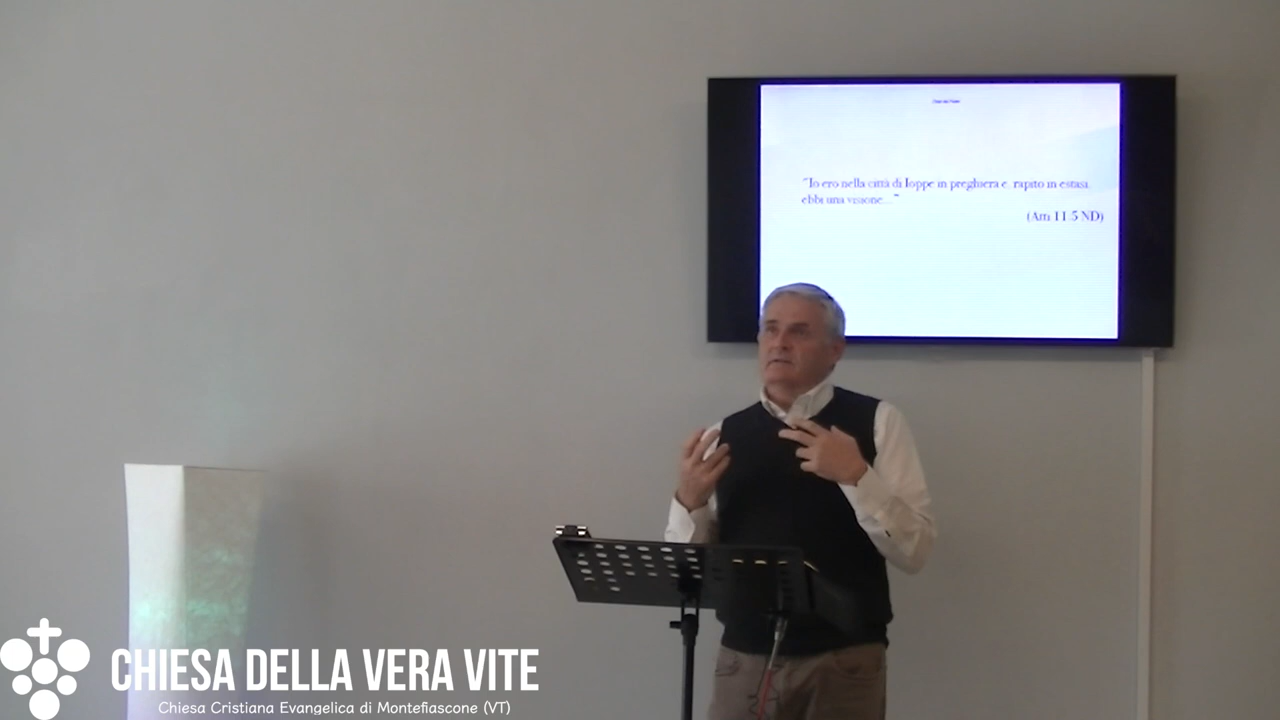 "Io ero nella città di Ioppe in preghiera e, rapito in estasi,
ebbi una visione..."
(Atti 11:5 ND)
CHIESA DELLA VERA VITE
Chiesa Cristiana Evangelica di Montefiascone (VT)